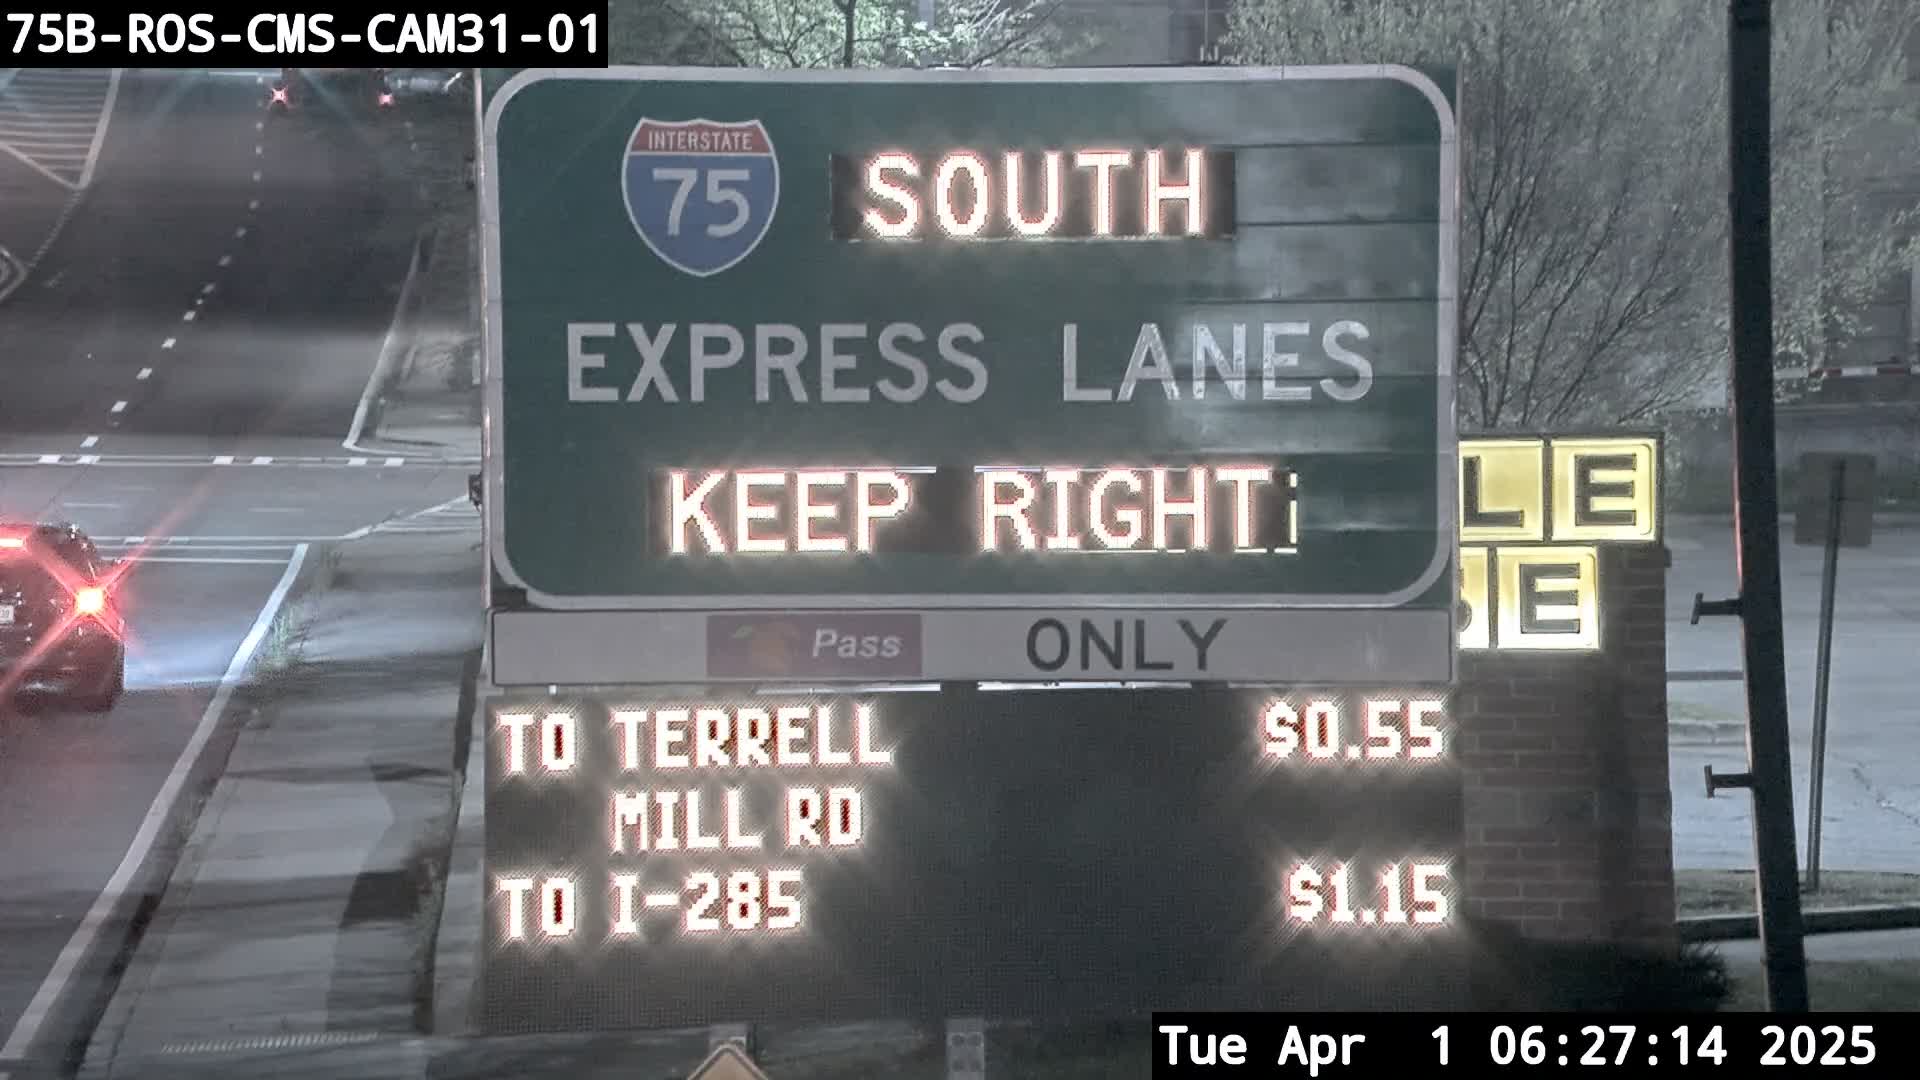 75B-ROS-CMS-CAM31-01
INTERSTATE
75
SOUTH
EXPRESS LANES
KEEP RIGHT
Pass ONLY
TO TERRELL $0.55
MILL RD
TO I-285 $1.15
LE
E
Tue Apr 1 06:27:14 2025